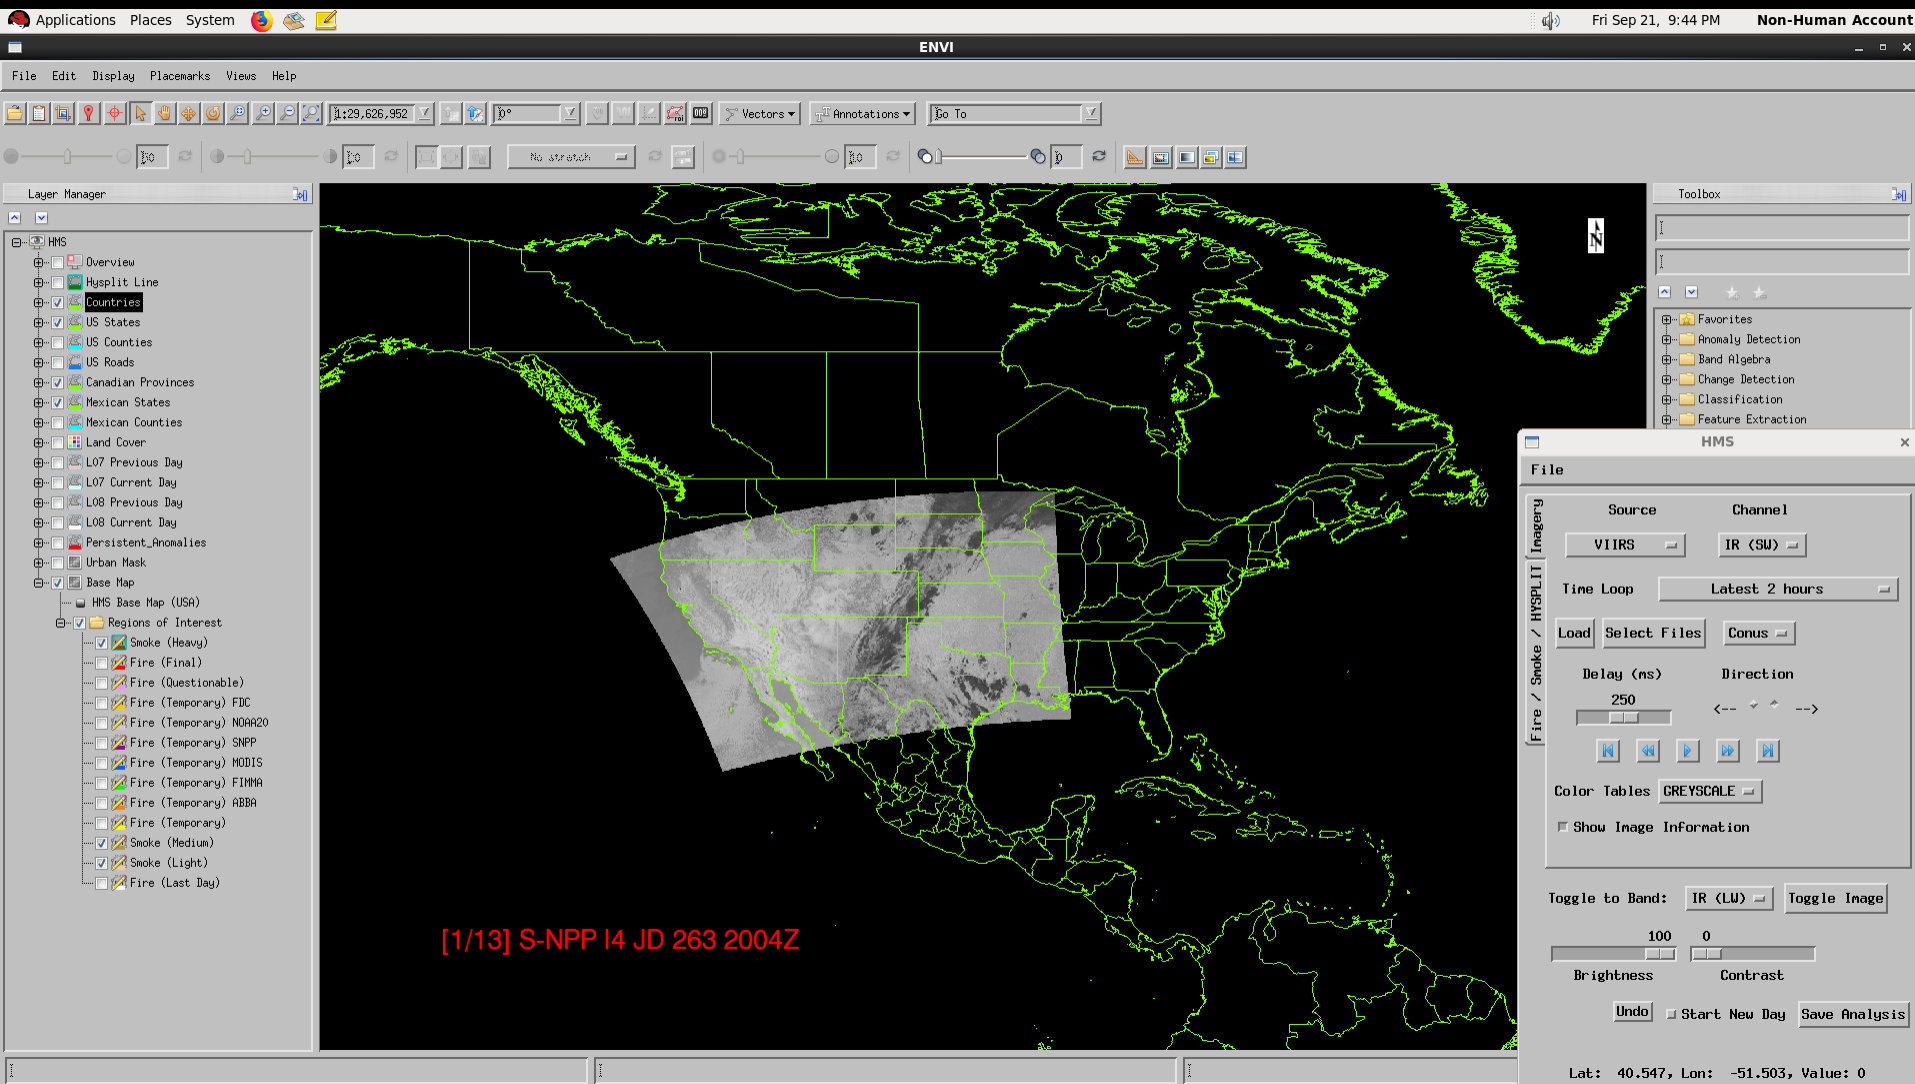 Applications Places System Fri Sep 21, 9:44 PM Non-Human Account
ENVI
File Edit Display Placemarks Views Help
1:29,626,952 0° Vectors Annotations Go To
No stretch
Layer Manager
HMS
Overview
Hysplit Line
Countries
US States
US Counties
US Roads
Canadian Provinces
Mexican States
Mexican Counties
Land Cover
L07 Previous Day
L07 Current Day
L08 Previous Day
L08 Current Day
Persistent_Anomalies
Urban Mask
Base Map
HMS Base Map (USA)
Regions of Interest
Smoke (Heavy)
Fire (Final)
Fire (Questionable)
Fire (Temporary) FDC
Fire (Temporary) NOAA20
Fire (Temporary) SNPP
Fire (Temporary) MODIS
Fire (Temporary) FIMMA
Fire (Temporary) ABBA
Fire (Temporary)
Smoke (Medium)
Smoke (Light)
Fire (Last Day)
N
[1/13] S-NPP I4 JD 263 2004Z
Toolbox
Favorites
Anomaly Detection
Band Algebra
Change Detection
Classification
Feature Extraction
HMS
File
Imagery
Fire / Smoke / HYSPLIT
Source Channel
VIIRS IR (SW)
Time Loop Latest 2 hours
Load Select Files Conus
Delay (ms) Direction
250
<-- -->
Color Tables GREYSCALE
Show Image Information
Toggle to Band: IR (LW) Toggle Image
100 0
Brightness Contrast
Undo Start New Day Save Analysis
Lat: 40.547, Lon: -51.503, Value: 0